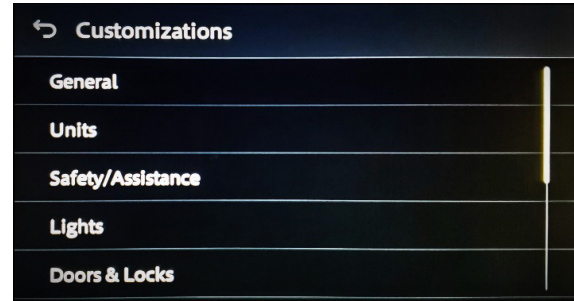 Customizations
General
Units
Safety/Assistance
Lights
Doors & Locks